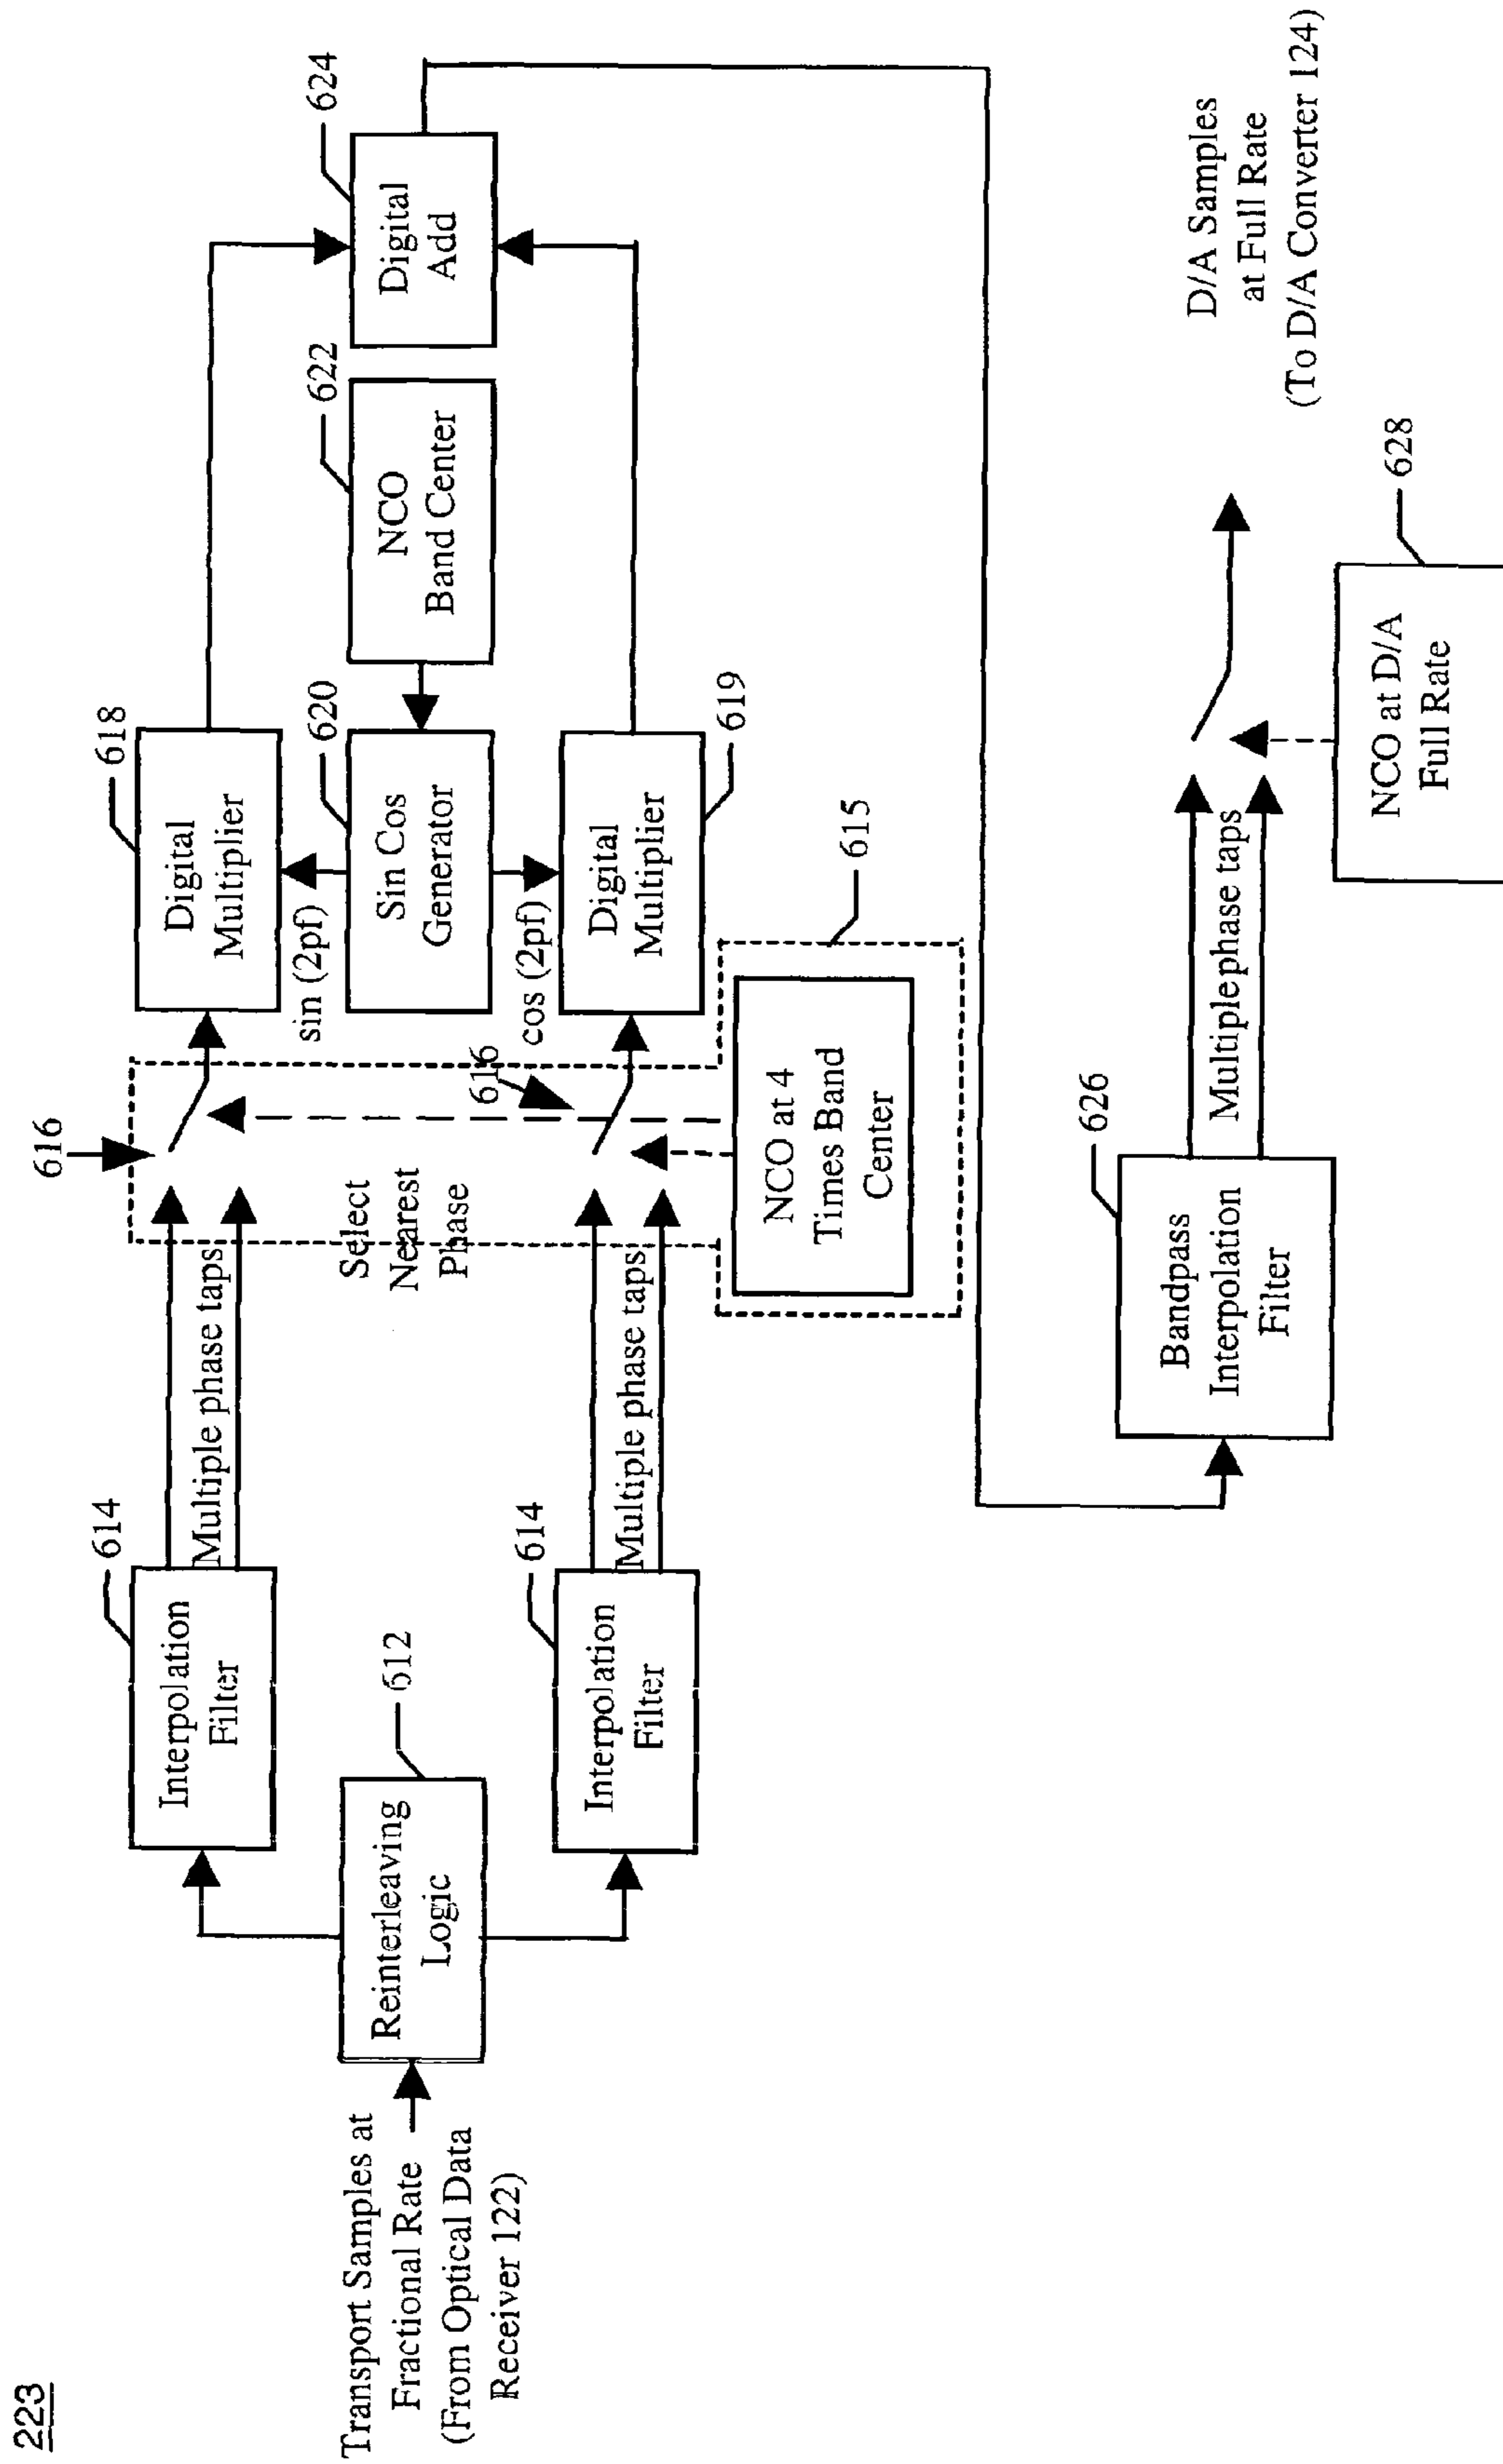 223
Transport Samples at
Fractional Rate
(From Optical Data
Receiver 122)
Reinterleaving
Logic
612
Interpolation
Filter
614
Interpolation
Filter
614
Multiple phase taps
Multiple phase taps
616
616
Select
Nearest
Phase
NCO at 4
Times Band
Center
615
Digital
Multiplier
618
sin (2pf)
Sin Cos
Generator
620
cos (2pf)
Digital
Multiplier
619
NCO
Band Center
622
Digital
Add
624
Bandpass
Interpolation
Filter
626
Multiple phase taps
NCO at D/A
Full Rate
628
D/A Samples
at Full Rate
(To D/A Converter 124)